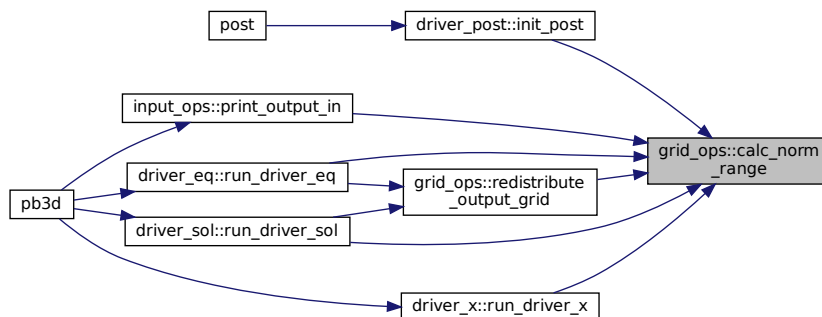 post
driver_post::init_post
input_ops::print_output_in
grid_ops::calc_norm
_range
driver_eq::run_driver_eq
grid_ops::redistribute
_output_grid
pb3d
driver_sol::run_driver_sol
driver_x::run_driver_x